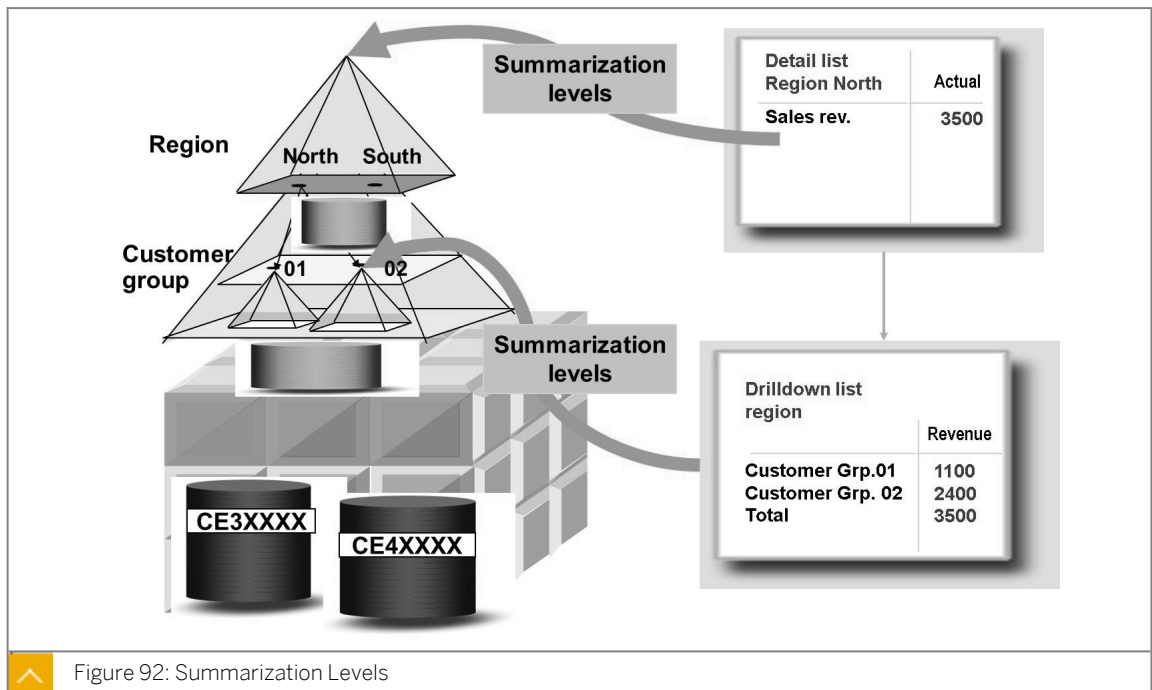 Summarization
levels
Detail list
Region North
Actual
Sales rev.
3500
Region
North
South
Customer
group
01
02
Summarization
levels
Drilldown list
region
Revenue
Customer Grp.01
1100
Customer Grp. 02
2400
Total
3500
CE3XXXX
CE4XXXX
Figure 92: Summarization Levels